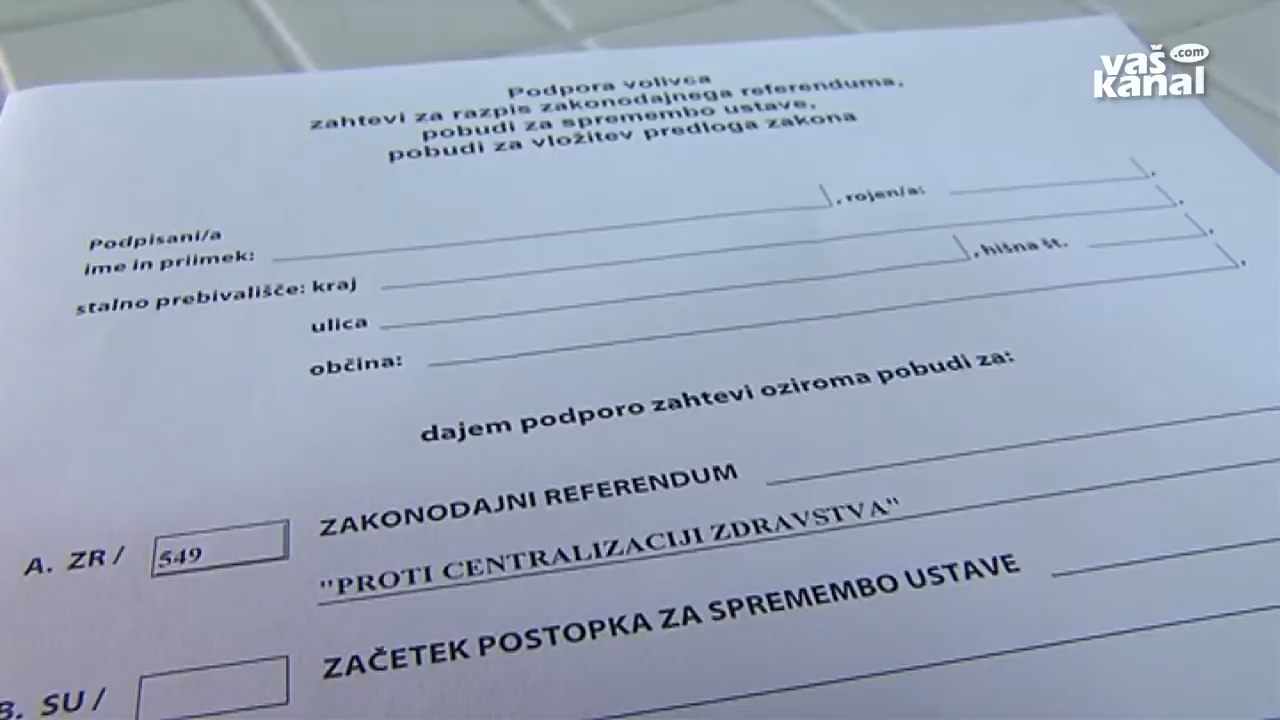 vaš
.com
kanal
Podpora volivca
zahtevi za razpis zakonodajnega referenduma,
pobudi za spremembo ustave,
pobudi za vložitev predloga zakona
Podpisani/a
ime in priimek: , rojen/a: ,
stalno prebivališče: kraj ,
ulica , hišna št. ,
občina: ,
dajem podporo zahtevi oziroma pobudi za:
A. ZR / 549 ZAKONODAJNI REFERENDUM
"PROTI CENTRALIZACIJI ZDRAVSTVA"
B. SU / ZAČETEK POSTOPKA ZA SPREMEMBO USTAVE